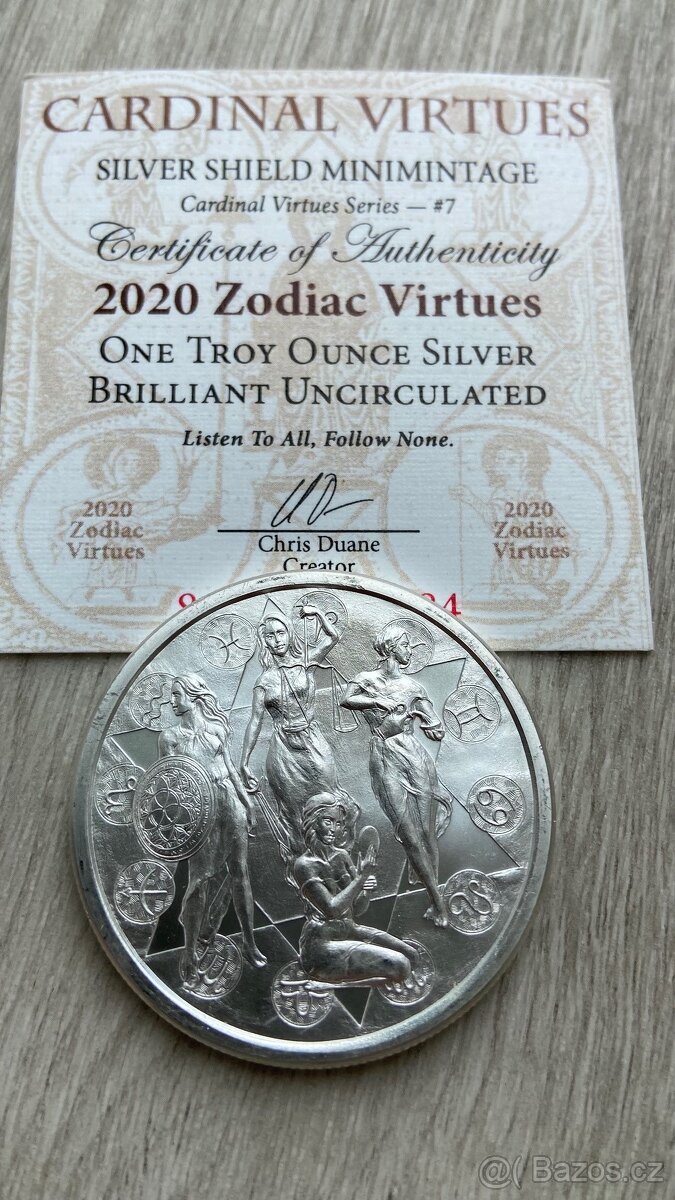 CARDINAL VIRTUES
SILVER SHIELD MINIMINTAGE
Cardinal Virtues Series — #7
Certificate of Authenticity
2020 Zodiac Virtues
ONE TROY OUNCE SILVER
BRILLIANT UNCIRCULATED
Listen To All, Follow None.
2020
Zodiac
Virtues
2020
Zodiac
Virtues
Chris Duane
Creator
@( Bazos.cz